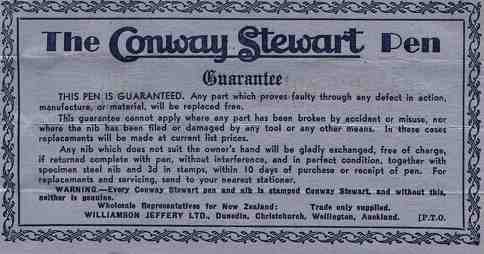 The Conway Stewart Pen
Guarantee
THIS PEN IS GUARANTEED. Any part which proves faulty through any defect in action,
manufacture, or material, will be replaced free.
This guarantee cannot apply where any part has been broken by accident or misuse, nor
where the nib has been filed or damaged by any tool or any other means. In these cases
replacements will be made at current list prices.
Any nib which does not suit the owner's hand will be gladly exchanged, free of charge,
if returned complete with pen, without interference, and in perfect condition, together with
specimen steel nib and 3d in stamps, within 10 days of purchase or receipt of pen. For
replacements and servicing, send to your nearest stationer.
WARNING.—Every Conway Stewart pen and nib is stamped Conway Stewart, and without this,
neither is genuine.
Wholesale Representatives for New Zealand: Trade only supplied.
WILLIAMSON JEFFERY LTD., Dunedin, Christchurch, Wellington, Auckland. [P.T.O.